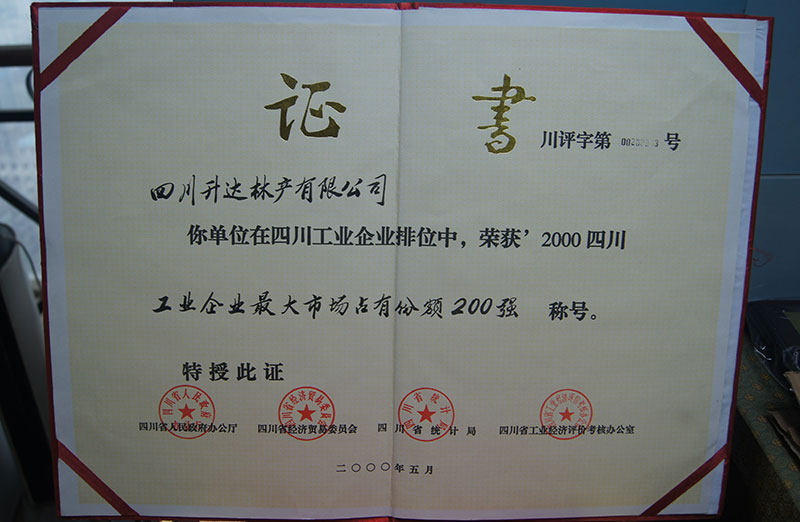 证书
川评字第 号
四川升达林产有限公司
你单位在四川工业企业排位中，荣获’2000四川
工业企业最大市场占有份额200强 称号。
特授此证
四川省人民政府办公厅 四川省经济贸易委员会 四川省统计局 四川省工业经济评价考核办公室
二〇〇〇年五月